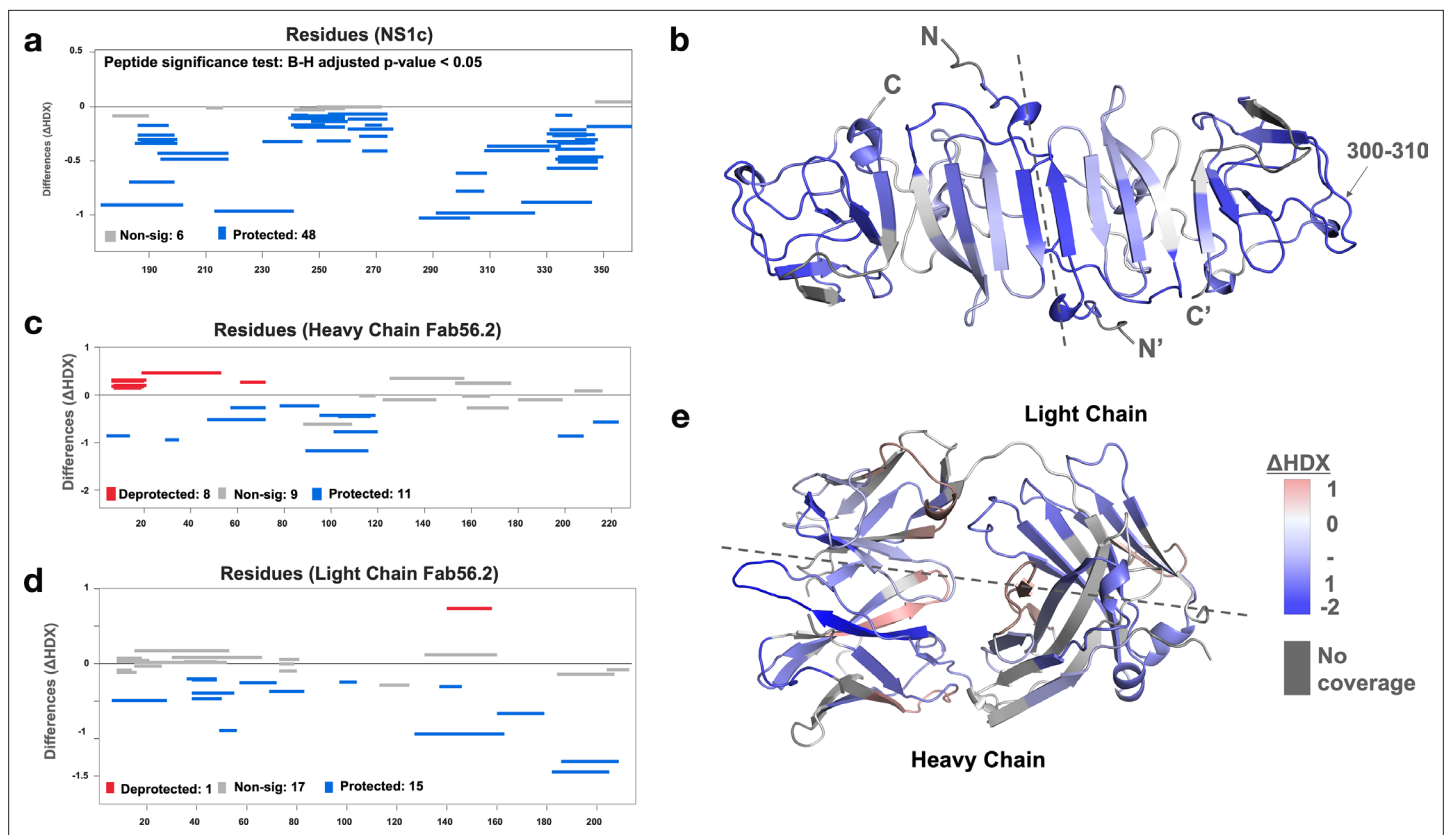 a
Residues (NS1c)
Differences (ΔHDX)
0.5
0
-0.5
-1
Peptide significance test: B-H adjusted p-value < 0.05
Non-sig: 6 Protected: 48
190 210 230 250 270 290 310 330 350
b
N
C
300-310
C'
N'
c
Residues (Heavy Chain Fab56.2)
Differences (ΔHDX)
1
0
-1
-2
Deprotected: 8 Non-sig: 9 Protected: 11
20 40 60 80 100 120 140 160 180 200 220
d
Residues (Light Chain Fab56.2)
Differences (ΔHDX)
1
0.5
0
-0.5
-1
-1.5
Deprotected: 1 Non-sig: 17 Protected: 15
20 40 60 80 100 120 140 160 180 200
e
Light Chain
Heavy Chain
ΔHDX
1
0
-
1
-2
No
coverage